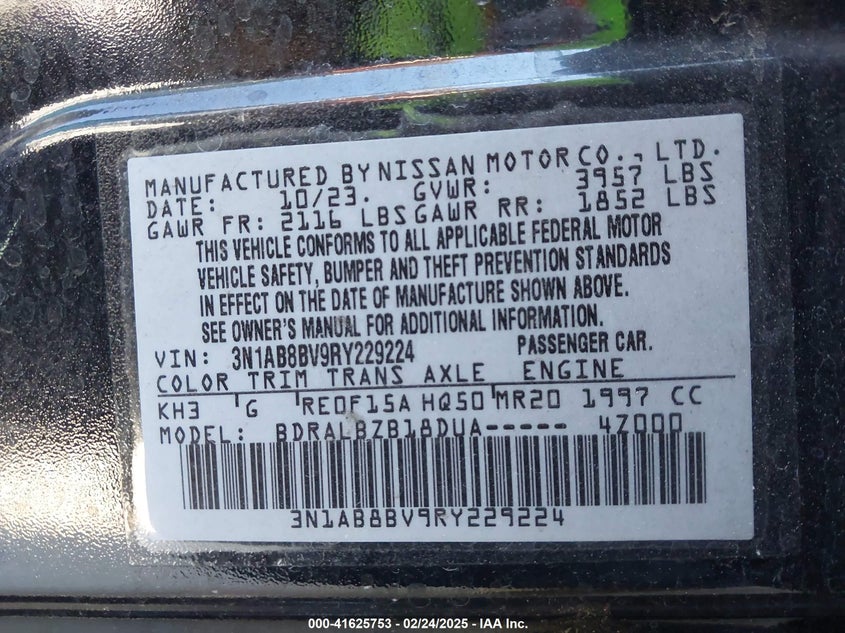 MANUFACTURED BY NISSAN MOTOR CO., LTD.
DATE: 10/23. GVWR: 3957 LBS
GAWR FR: 2116 LBS GAWR RR: 1852 LBS
THIS VEHICLE CONFORMS TO ALL APPLICABLE FEDERAL MOTOR
VEHICLE SAFETY, BUMPER AND THEFT PREVENTION STANDARDS
IN EFFECT ON THE DATE OF MANUFACTURE SHOWN ABOVE.
SEE OWNER'S MANUAL FOR ADDITIONAL INFORMATION.
VIN: 3N1AB8BV9RY229224 PASSENGER CAR.
COLOR TRIM TRANS AXLE ENGINE
KH3 G RE0F15A HQ50 MR20 1997 CC
MODEL: BDRALBZB18DUA----- 4Z000
3N1AB8BV9RY229224
000-41625753 - 02/24/2025 - IAA Inc.